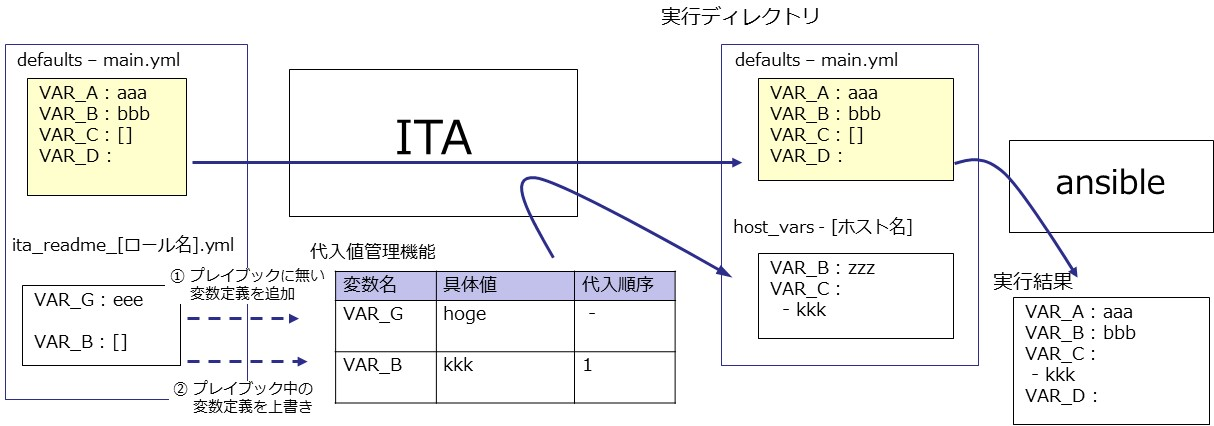 実行ディレクトリ
defaults – main.yml
VAR_A : aaa
VAR_B : bbb
VAR_C : []
VAR_D :
ita_readme_[ロール名].yml
VAR_G : eee
VAR_B : []
ITA
① プレイブックに無い
変数定義を追加
② プレイブック中の
変数定義を上書き
代入値管理機能
変数名 具体値 代入順序
VAR_G hoge -
VAR_B kkk 1
defaults – main.yml
VAR_A : aaa
VAR_B : bbb
VAR_C : []
VAR_D :
host_vars - [ホスト名]
VAR_B : zzz
VAR_C :
- kkk
ansible
実行結果
VAR_A : aaa
VAR_B : bbb
VAR_C :
- kkk
VAR_D :